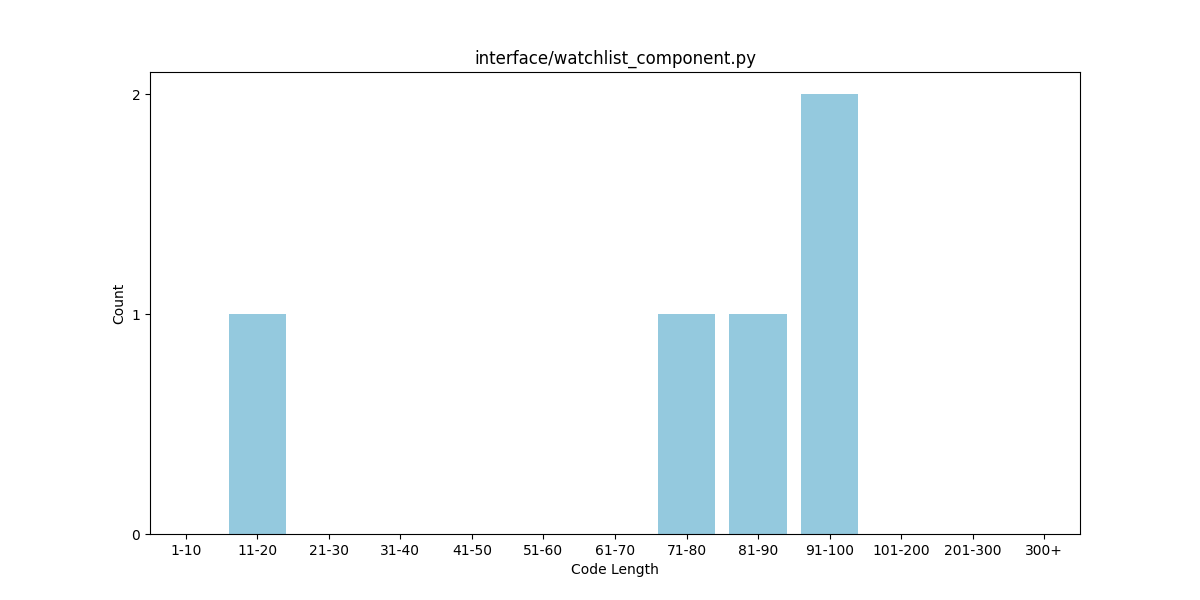 interface/watchlist_component.py
2
1
0
Count
1-10 11-20 21-30 31-40 41-50 51-60 61-70 71-80 81-90 91-100 101-200 201-300 300+
Code Length